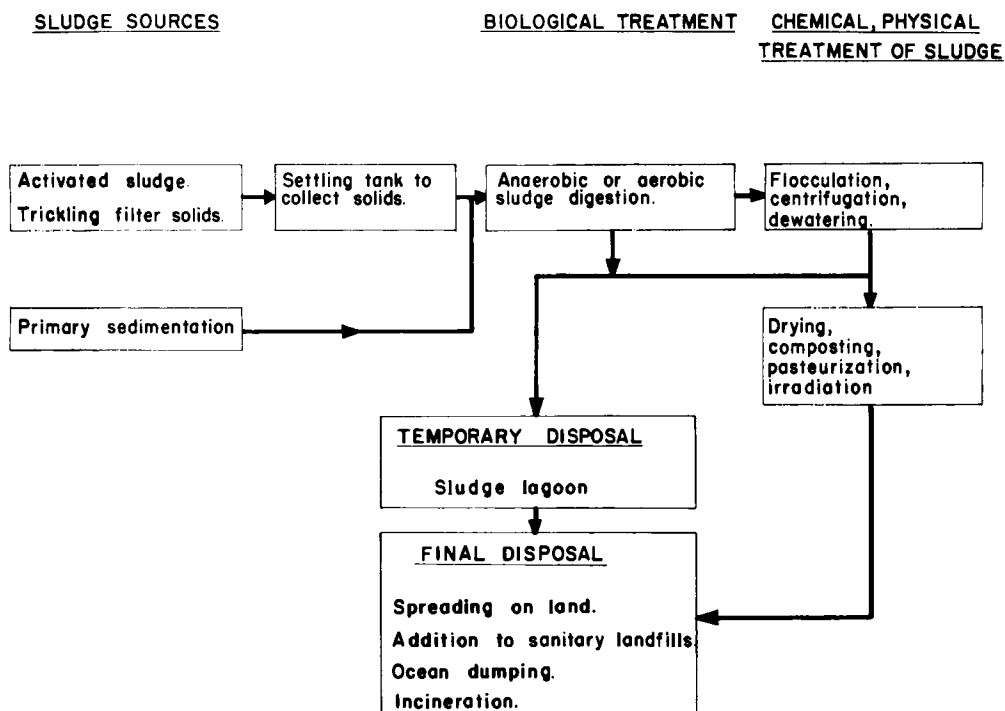 SLUDGE SOURCES
BIOLOGICAL TREATMENT
CHEMICAL, PHYSICAL
TREATMENT OF SLUDGE
Activated sludge.
Trickling filter solids.
Settling tank to
collect solids.
Anaerobic or aerobic
sludge digestion.
Flocculation,
centrifugation,
dewatering.
Primary sedimentation
Drying,
composting,
pasteurization,
irradiation
TEMPORARY DISPOSAL
Sludge lagoon
FINAL DISPOSAL
Spreading on land.
Addition to sanitary landfills
Ocean dumping.
Incineration.